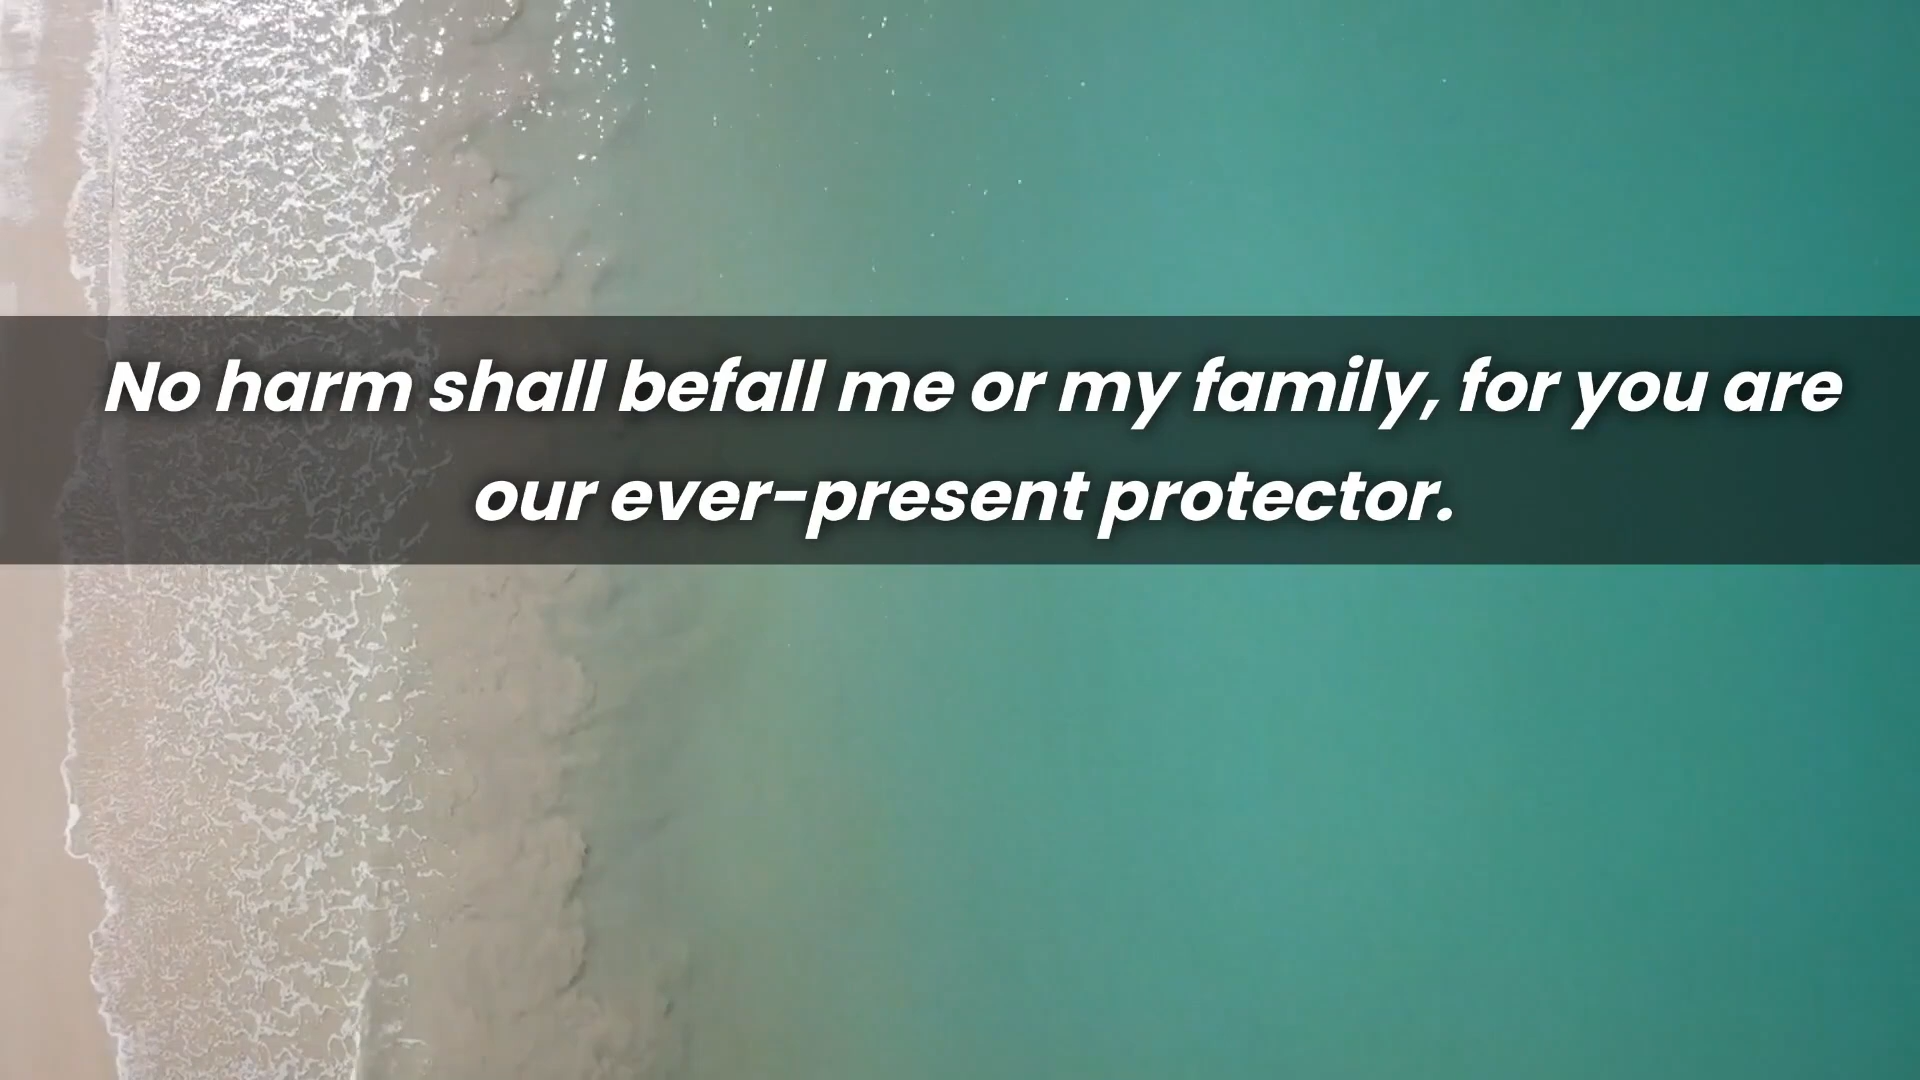 No harm shall befall me or my family, for you are
our ever-present protector.